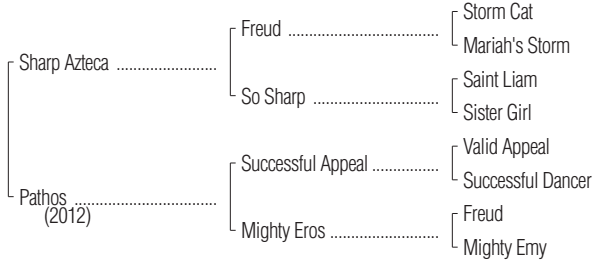 Storm Cat
Freud ................................
Mariah's Storm
Sharp Azteca .....................
Saint Liam
So Sharp ...........................
Sister Girl
Valid Appeal
Successful Appeal ...............
Successful Dancer
Pathos ..............................
(2012)
Freud
Mighty Eros .......................
Mighty Emy